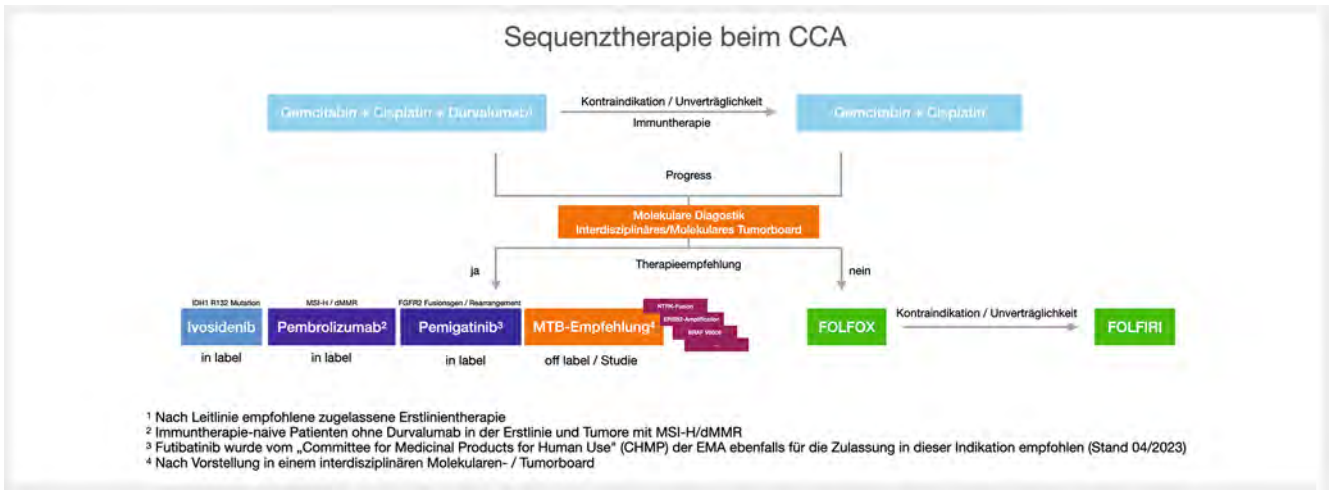 Sequenztherapie beim CCA
Gemcitabin + Cisplatin + Durvalumab¹
Kontraindikation / Unverträglichkeit
Immuntherapie
Gemcitabin + Cisplatin
Progress
Molekulare Diagostik
Interdisziplinäres/Molekulares Tumorboard
ja
Therapieempfehlung
nein
IDH1 R132 Mutation
MSI-H / dMMR
FGFR2 Fusionsgen / Rearrangement
NTRK-Fusion
ERBB2-Amplification
BRAF V600E
...
Ivosidenib
Pembrolizumab²
Pemigatinib³
MTB-Empfehlung⁴
FOLFOX
Kontraindikation / Unverträglichkeit
FOLFIRI
in label
in label
in label
off label / Studie
¹ Nach Leitlinie empfohlene zugelassene Erstlinientherapie
² Immuntherapie-naive Patienten ohne Durvalumab in der Erstlinie und Tumore mit MSI-H/dMMR
³ Futibatinib wurde vom „Committee for Medicinal Products for Human Use“ (CHMP) der EMA ebenfalls für die Zulassung in dieser Indikation empfohlen (Stand 04/2023)
⁴ Nach Vorstellung in einem interdisziplinären Molekularen- / Tumorboard